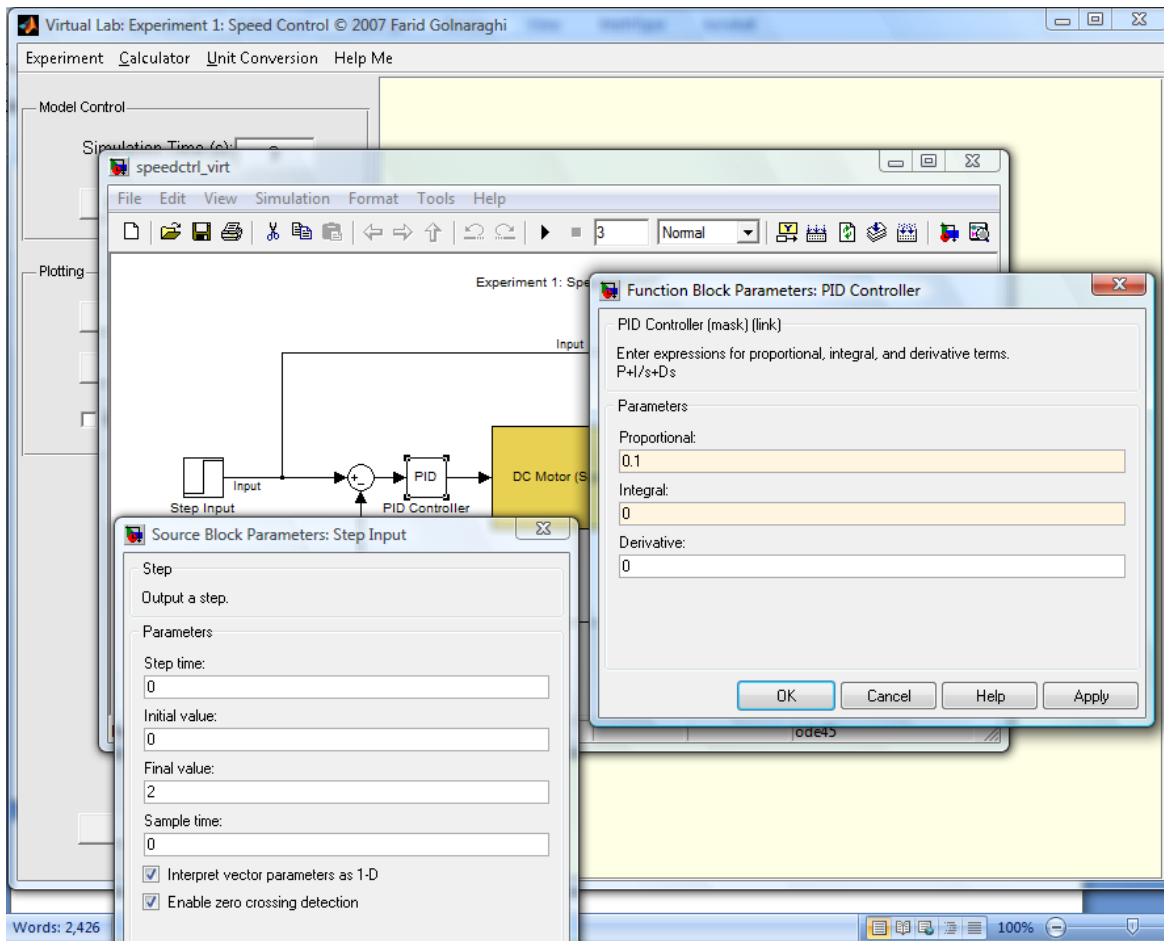 Virtual Lab: Experiment 1: Speed Control © 2007 Farid Golnaraghi
Experiment Calculator Unit Conversion Help Me
Model Control
Simulation Time (s):
speedctrl_virt
File Edit View Simulation Format Tools Help
3 Normal
Plotting
Experiment 1: Spe
Input
Step Input
Input
PID
PID Controller
DC Motor (S
ode45
Function Block Parameters: PID Controller
PID Controller (mask) (link)
Enter expressions for proportional, integral, and derivative terms.
P+I/s+Ds
Parameters
Proportional:
0.1
Integral:
0
Derivative:
0
OK Cancel Help Apply
Source Block Parameters: Step Input
Step
Output a step.
Parameters
Step time:
0
Initial value:
0
Final value:
2
Sample time:
0
Interpret vector parameters as 1-D
Enable zero crossing detection
Words: 2,426
100%